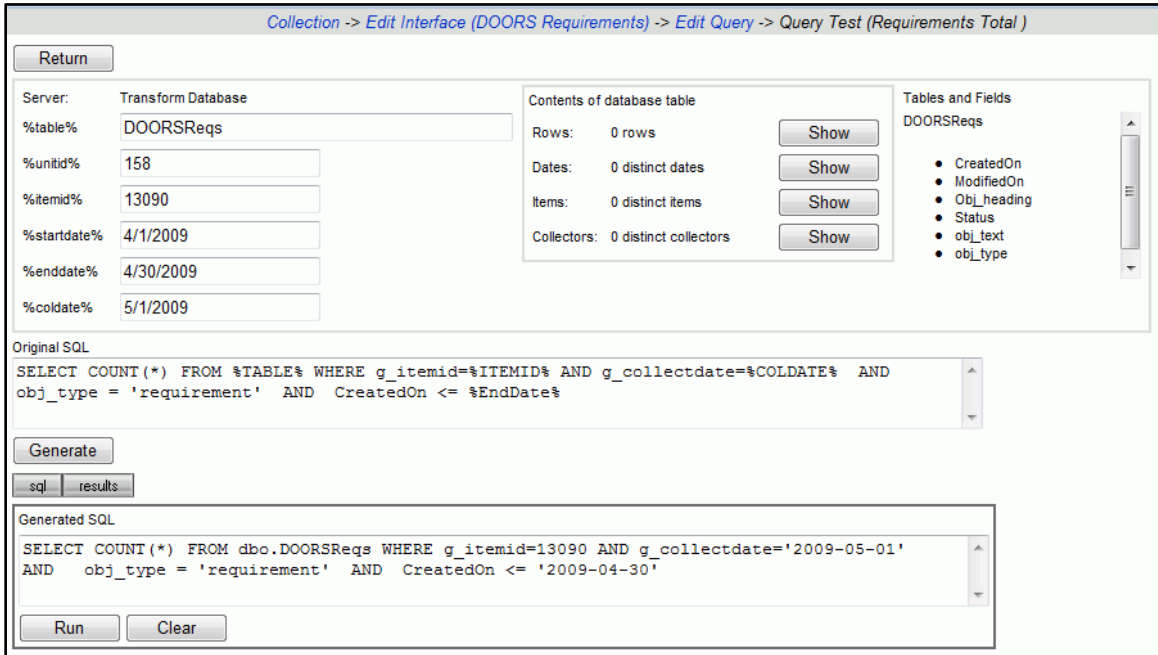 Collection -> Edit Interface (DOORS Requirements) -> Edit Query -> Query Test (Requirements Total )
Return
Server: Transform Database
%table% DOORSReqs
%unitid% 158
%itemid% 13090
%startdate% 4/1/2009
%enddate% 4/30/2009
%coldate% 5/1/2009
Contents of database table
Rows: 0 rows Show
Dates: 0 distinct dates Show
Items: 0 distinct items Show
Collectors: 0 distinct collectors Show
Tables and Fields
DOORSReqs
CreatedOn
ModifiedOn
Obj_heading
Status
obj_text
obj_type
Original SQL
SELECT COUNT(*) FROM %TABLE% WHERE g_itemid=%ITEMID% AND g_collectdate=%COLDATE%  AND
obj_type = 'requirement'  AND  CreatedOn <= %EndDate%
Generate
sql results
Generated SQL
SELECT COUNT(*) FROM dbo.DOORSReqs WHERE g_itemid=13090 AND g_collectdate='2009-05-01'
AND   obj_type = 'requirement'  AND  CreatedOn <= '2009-04-30'
Run Clear